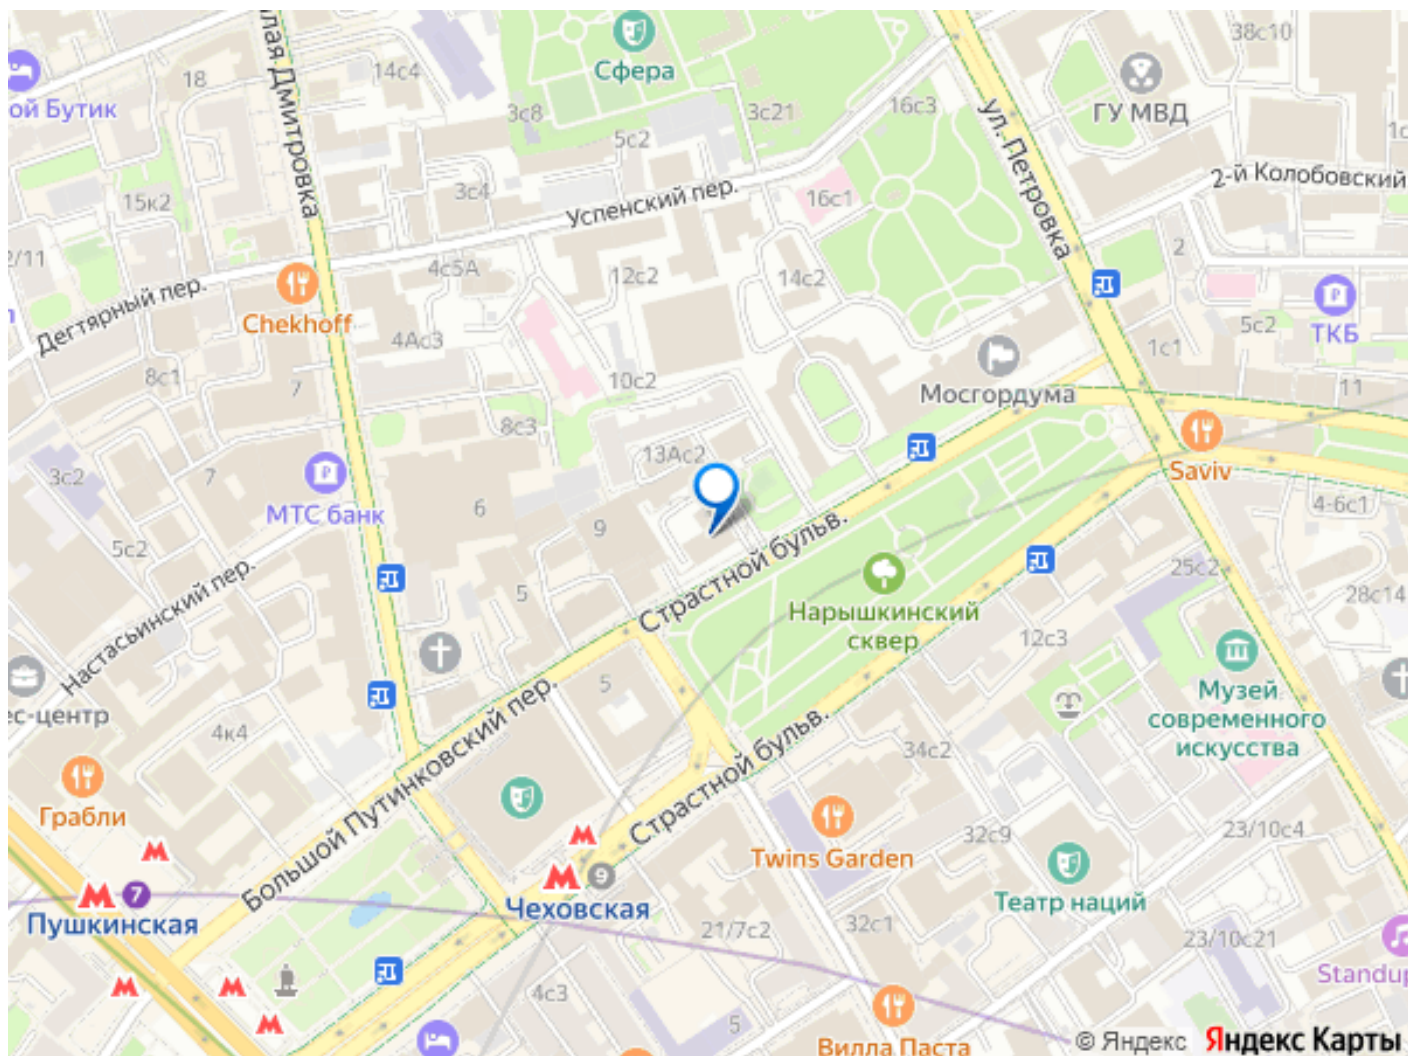 Сфера
38с10
18
14с4
ой Бутик
лая Дмитровка
3с8
3с21
16с3
ГУ МВД
5с2
ул. Петровка
15к2
3с4
Успенский пер.
16с1
2-й Колобовский
2/11
4с5А
12с2
14с2
2
Дегтярный пер.
Chekhoff
4Ас3
5с2
ТКБ
1с1
8с1
7
10с2
Мосгордума
11
8с3
13Ас2
Saviv
3с2
7
МТС банк
6
9
4-6с1
5с2
Страстной бульв.
25с2
Настасьинский пер.
5
Нарышкинский
сквер
12с3
28с14
ес-центр
5
Музей
современного
искусства
4к4
Большой Путинковский пер.
Страстной бульв.
34с2
Грабли
Twins Garden
32с9
23/10с4
7
Пушкинская
9
Чеховская
Театр наций
21/7с2
32с1
23/10с21
Standup
4с3
5
Вилла Паста
© Яндекс
Яндекс Карты